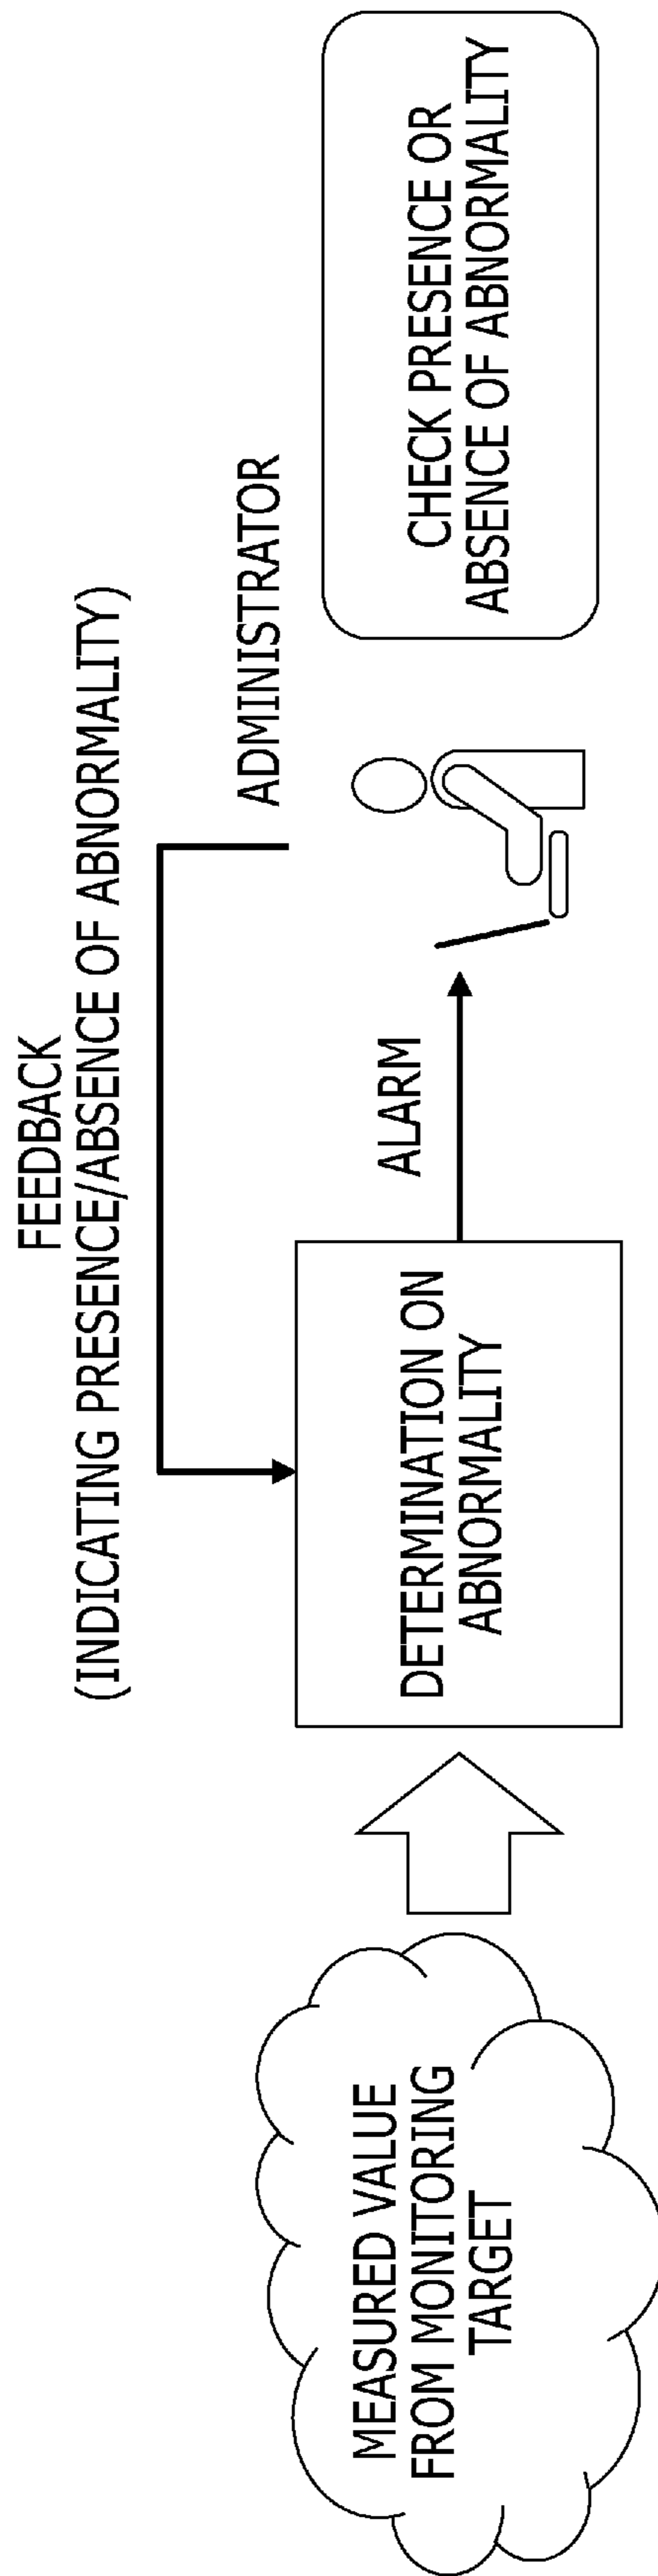 FEEDBACK
(INDICATING PRESENCE/ABSENCE OF ABNORMALITY)
ADMINISTRATOR
MEASURED VALUE
FROM MONITORING
TARGET
DETERMINATION ON
ABNORMALITY
ALARM
CHECK PRESENCE OR
ABSENCE OF ABNORMALITY